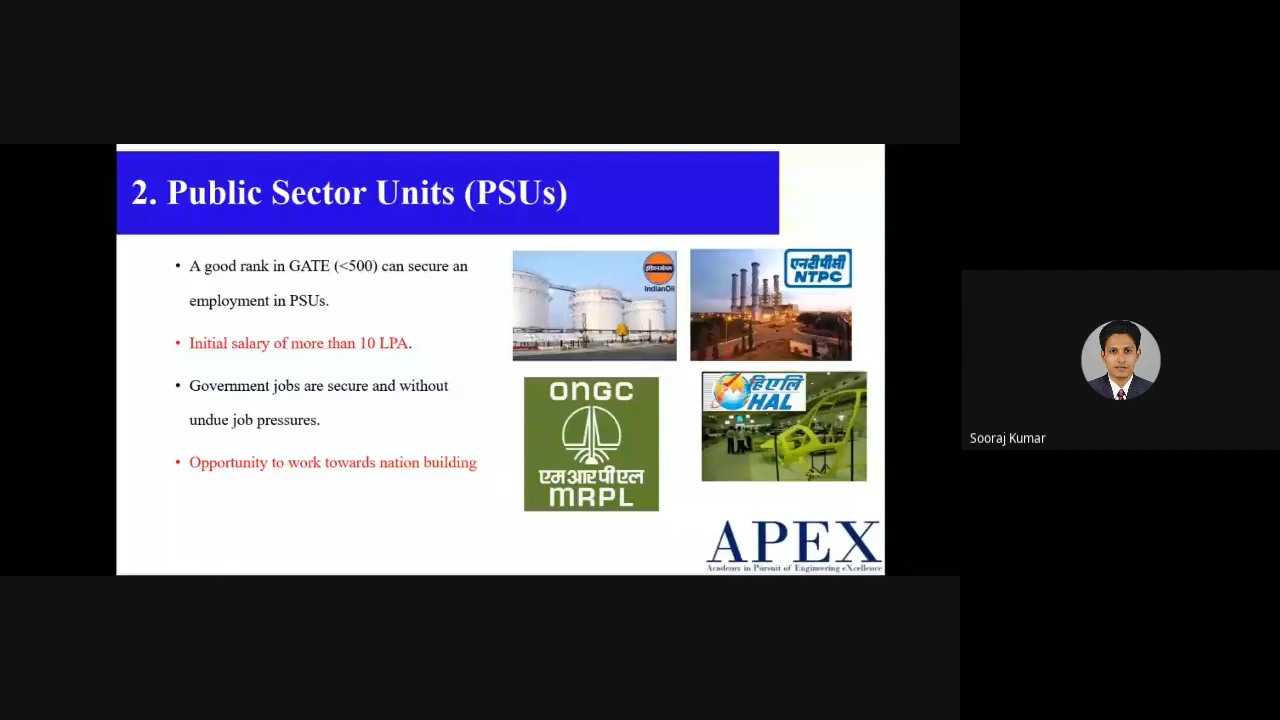 2. Public Sector Units (PSUs)
• A good rank in GATE (<500) can secure an
employment in PSUs.
• Initial salary of more than 10 LPA.
• Government jobs are secure and without
undue job pressures.
• Opportunity to work towards nation building
IndianOil
एनटीपीसी
NTPC
ONGC
एमआरपीएल
MRPL
HAL
APEX
Academy in Pursuit of Engineering eXcellence
Sooraj Kumar